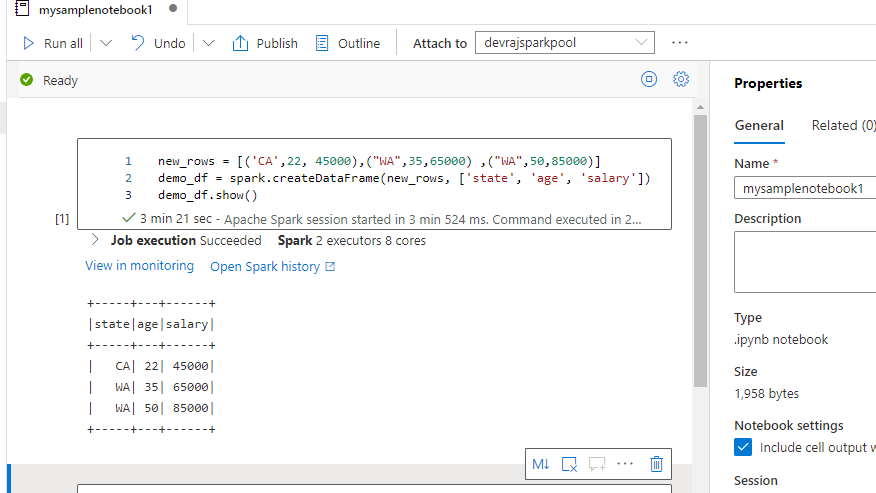 mysamplenotebook1
Run all Undo Publish Outline Attach to devrajsparkpool ...
Ready
1 new_rows = [('CA',22, 45000),("WA",35,65000) ,("WA",50,85000)]
2 demo_df = spark.createDataFrame(new_rows, ['state', 'age', 'salary'])
3 demo_df.show()
[1] 3 min 21 sec - Apache Spark session started in 3 min 524 ms. Command executed in 2...
Job execution Succeeded Spark 2 executors 8 cores
View in monitoring Open Spark history
+-----+---+------+
|state|age|salary|
+-----+---+------+
|   CA| 22| 45000|
|   WA| 35| 65000|
|   WA| 50| 85000|
+-----+---+------+
M↓ ...
Properties
General Related (0)
Name *
mysamplenotebook1
Description
Type
.ipynb notebook
Size
1,958 bytes
Notebook settings
Include cell output w
Session